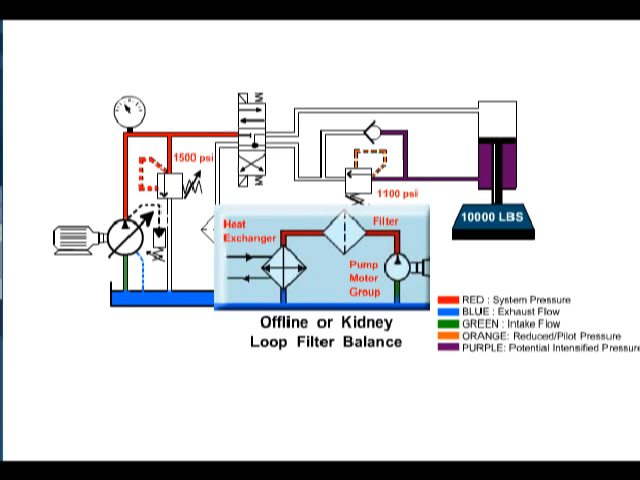 1500 psi
1100 psi
10000 LBS
Heat
Exchanger
Filter
Pump
Motor
Group
Offline or Kidney
Loop Filter Balance
RED : System Pressure
BLUE : Exhaust Flow
GREEN : Intake Flow
ORANGE: Reduced/Pilot Pressure
PURPLE: Potential Intensified Pressure